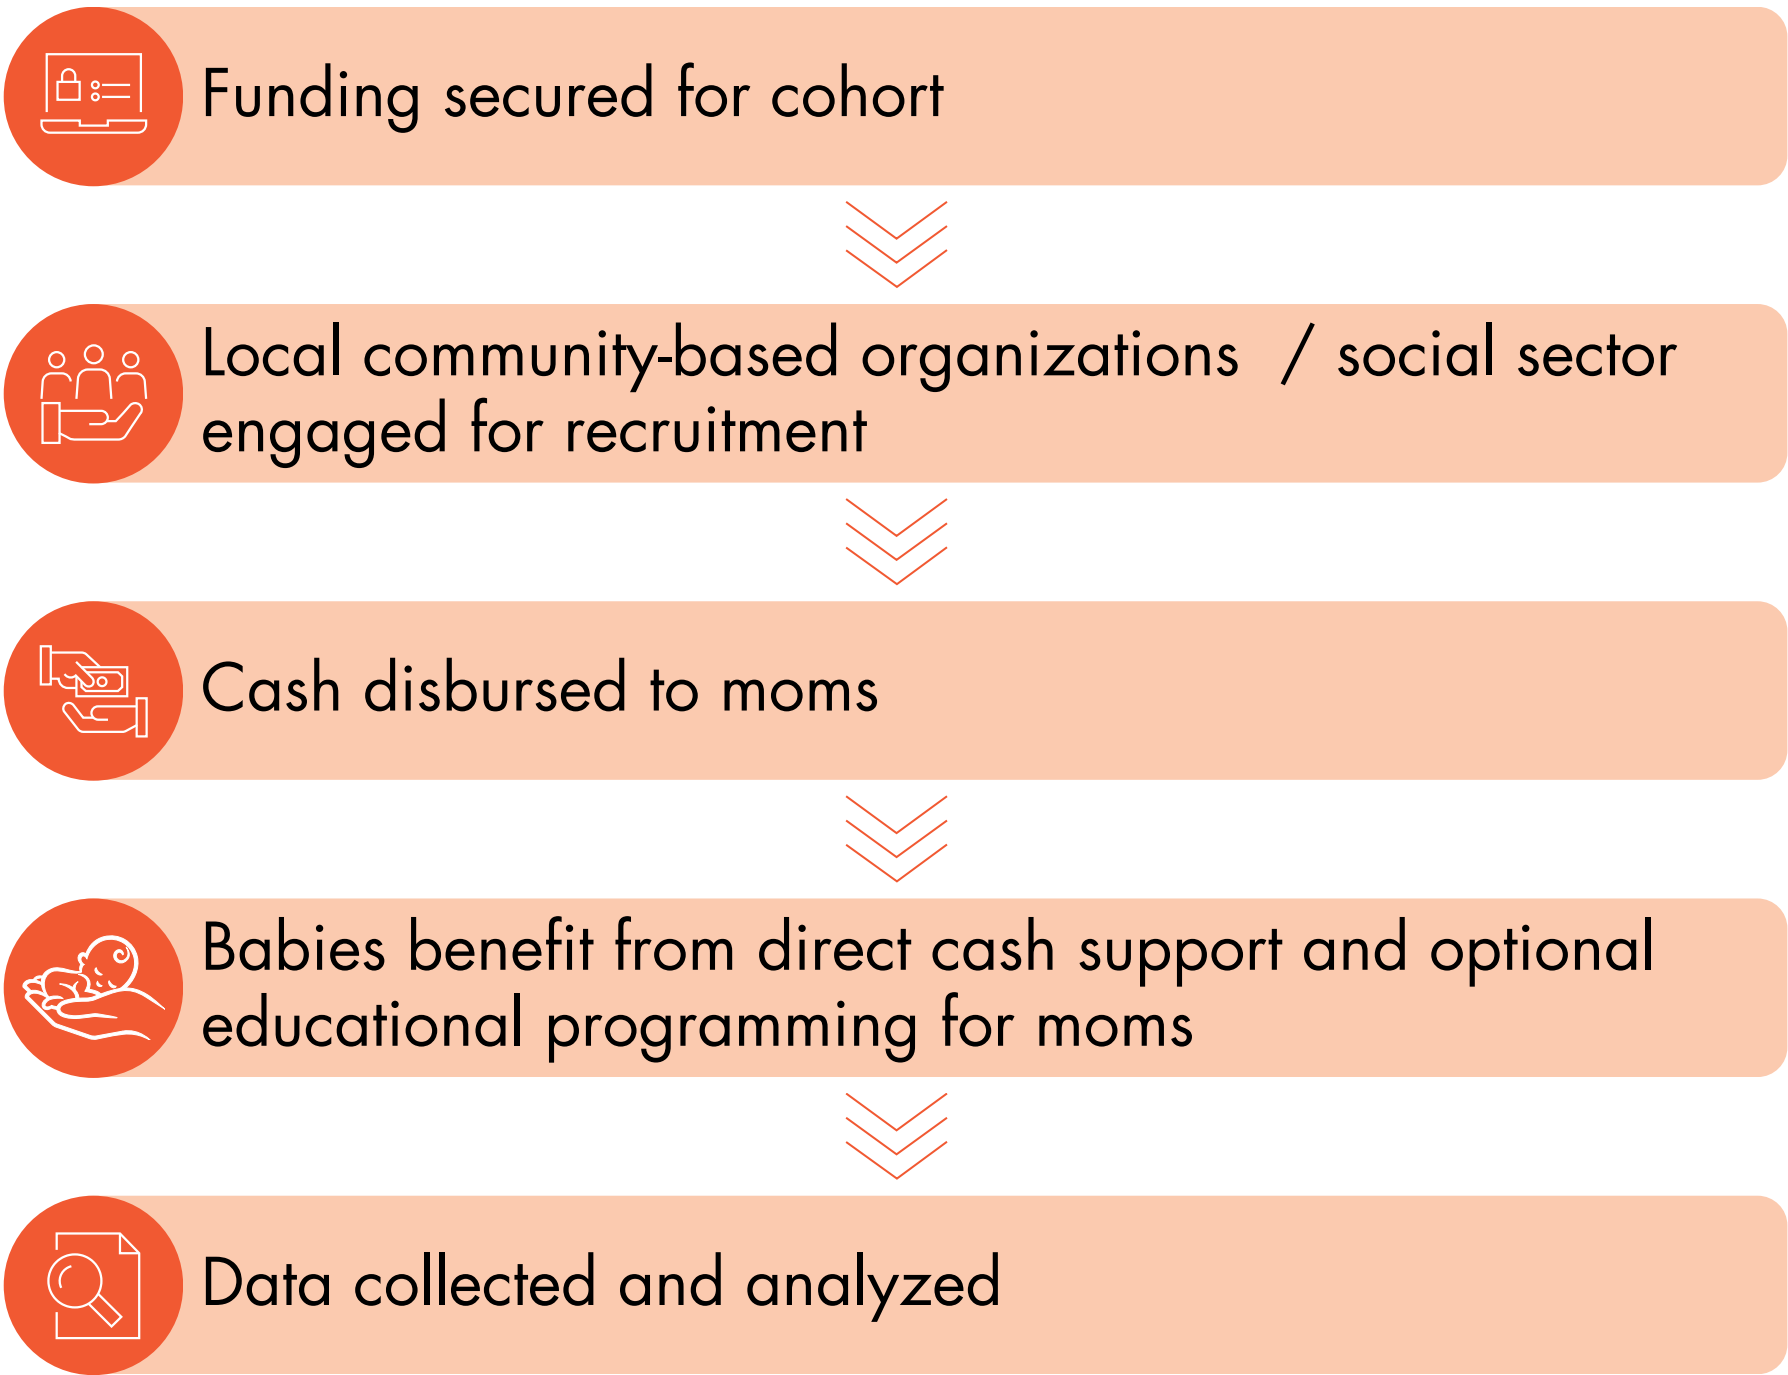 Funding secured for cohort
Local community-based organizations / social sector
engaged for recruitment
Cash disbursed to moms
Babies benefit from direct cash support and optional
educational programming for moms
Data collected and analyzed